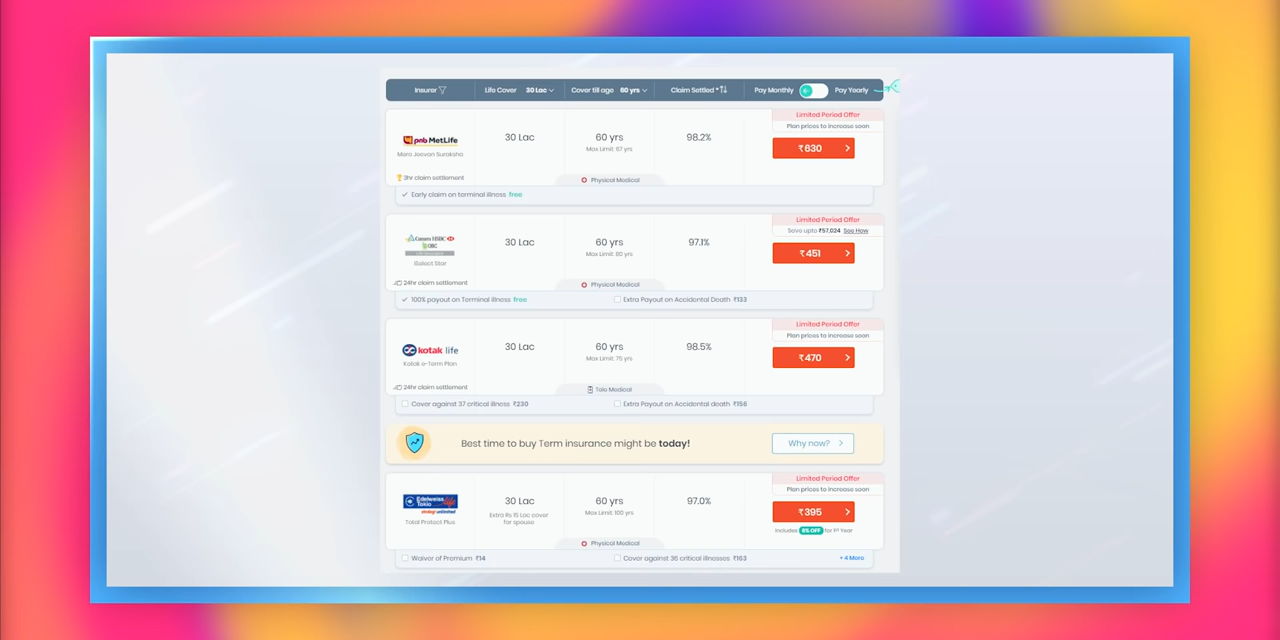 Insurer
Life Cover 30 Lac
Cover till age 60 yrs
Claim Settled *
Pay Monthly
Pay Yearly
Limited Period Offer
Plan prices to increase soon
pnb MetLife
30 Lac
60 yrs
98.2%
₹630
Max Limit: 67 yrs
Mera Jeevan Suraksha
3hr claim settlement
Physical Medical
Early claim on terminal illness free
Limited Period Offer
Save upto ₹57,024 See How
Canara HSBC
OBC
30 Lac
60 yrs
97.1%
₹451
Max Limit: 80 yrs
iSelect Star
24hr claim settlement
Physical Medical
100% payout on Terminal illness free
Extra Payout on Accidental Death ₹133
Limited Period Offer
Plan prices to increase soon
kotak life
30 Lac
60 yrs
98.5%
₹470
Max Limit: 75 yrs
Kotak e-Term Plan
24hr claim settlement
Tele Medical
Cover against 37 critical illness ₹230
Extra Payout on Accidental death ₹156
Best time to buy Term insurance might be today!
Why now?
Limited Period Offer
Plan prices to increase soon
Edelweiss
Tokio
30 Lac
60 yrs
97.0%
₹395
Max Limit: 100 yrs
Extra Rs 15 Lac cover
for spouse
Total Protect Plus
Includes 6% OFF for 1st Year
Physical Medical
Waiver of Premium ₹14
Cover against 36 critical illnesses ₹163
+ 4 More